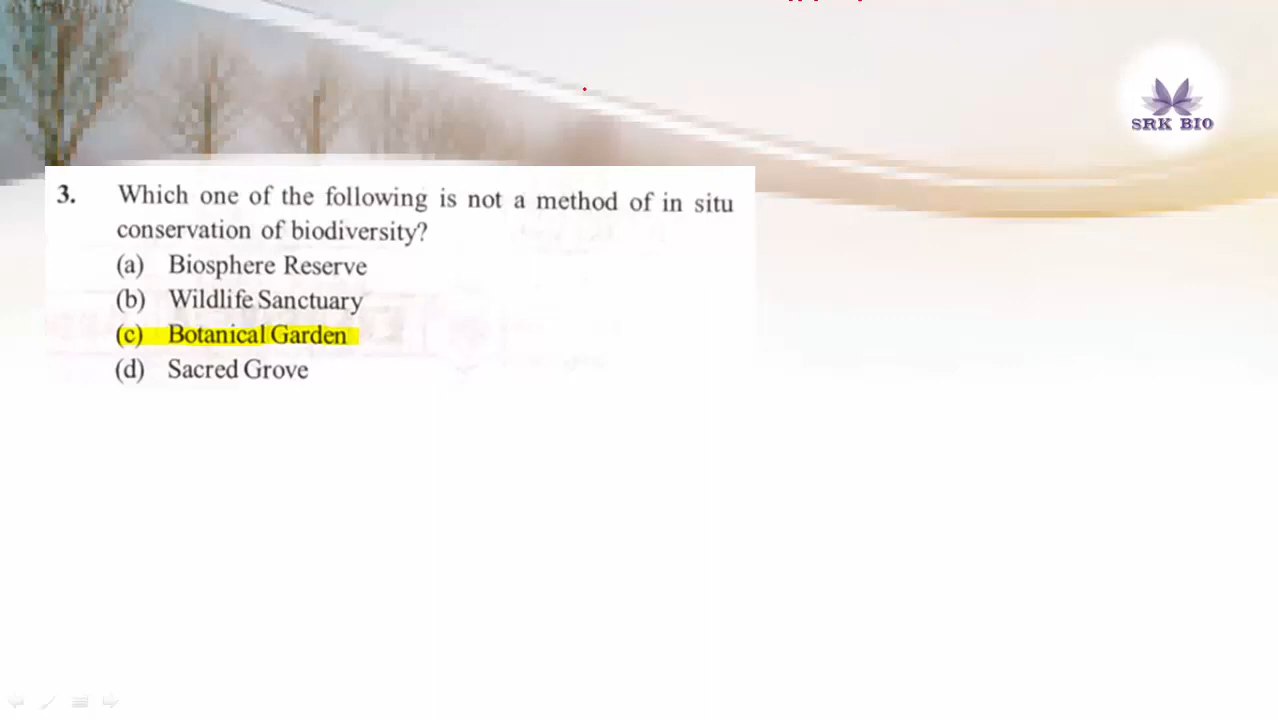 SRK BIO
3. Which one of the following is not a method of in situ
conservation of biodiversity?
(a) Biosphere Reserve
(b) Wildlife Sanctuary
(c) Botanical Garden
(d) Sacred Grove